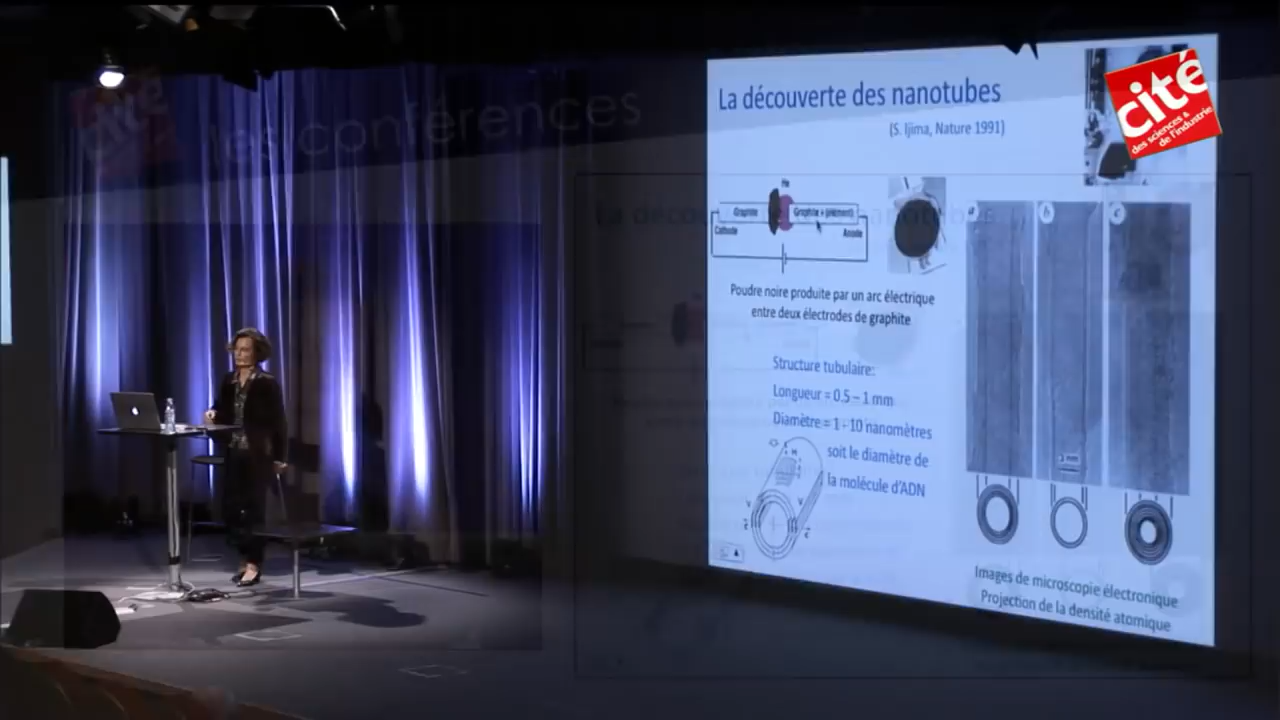 les conférences
La découverte des nanotubes
(S. Ijima, Nature 1991)
cité
des sciences &
de l'industrie
He
Graphite
Graphite + (élément)
Cathode
Anode
Poudre noire produite par un arc électrique
entre deux électrodes de graphite
Structure tubulaire:
Longueur = 0.5 – 1 mm
Diamètre = 1 - 10 nanomètres
soit le diamètre de
la molécule d'ADN
a
b
c
Images de microscopie électronique
Projection de la densité atomique